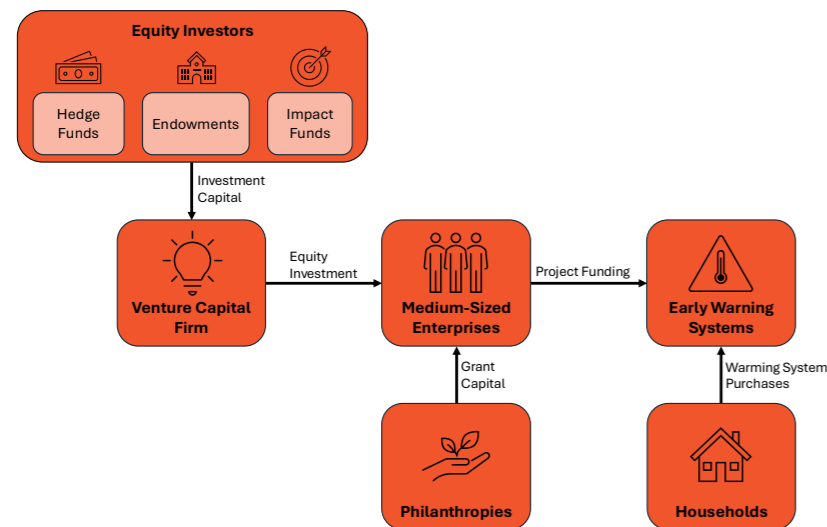 Equity Investors
Hedge
Funds
Endowments
Impact
Funds
Investment
Capital
Venture Capital
Firm
Equity
Investment
Medium-Sized
Enterprises
Project Funding
Early Warning
Systems
Grant
Capital
Warming System
Purchases
Philanthropies
Households